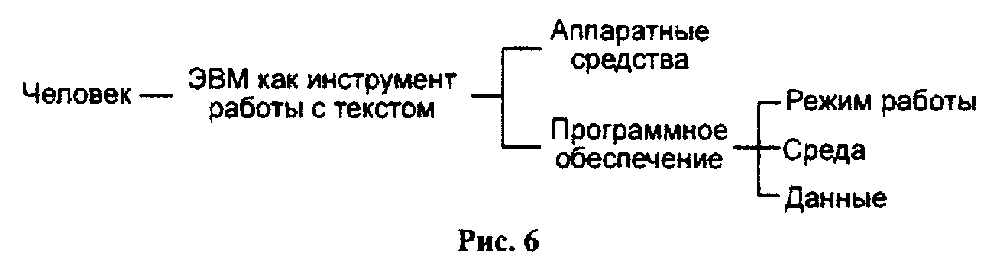 Человек
ЭВМ как инструмент
работы с текстом
Аппаратные
средства
Программное
обеспечение
Режим работы
Среда
Данные
Рис. 6